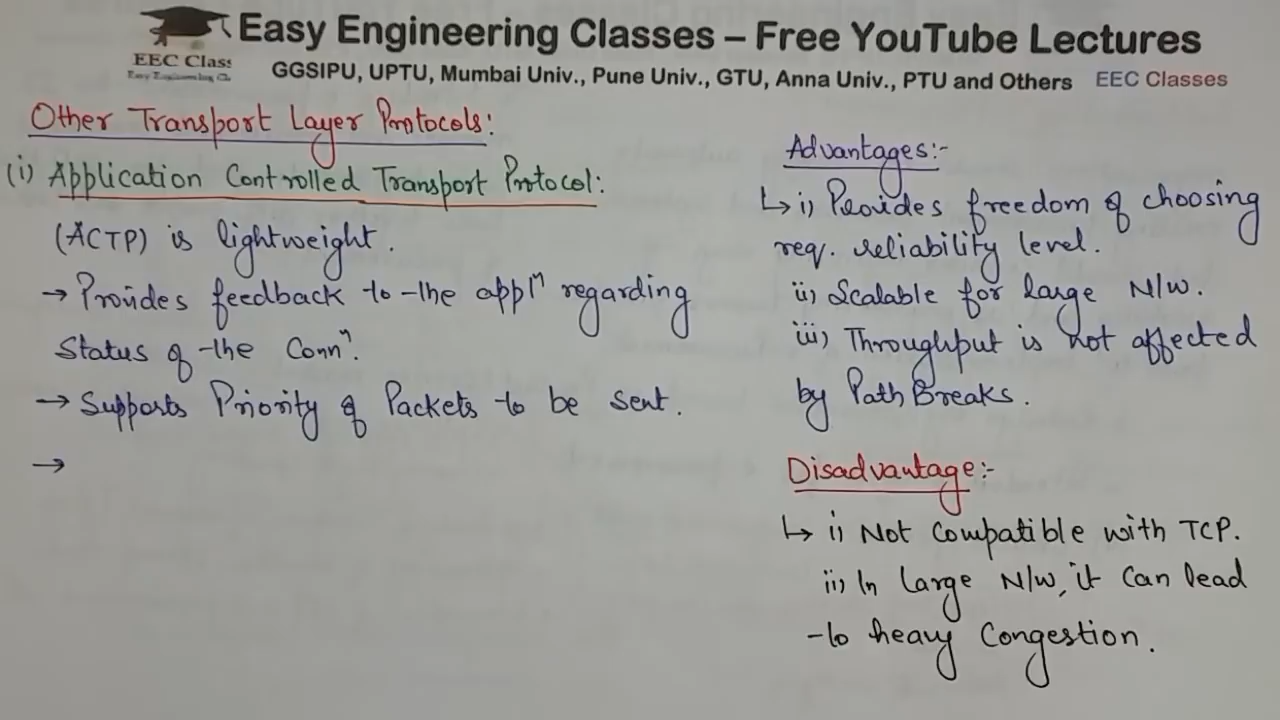 Easy Engineering Classes – Free YouTube Lectures
EEC Class
GGSIPU, UPTU, Mumbai Univ., Pune Univ., GTU, Anna Univ., PTU and Others EEC Classes
Other Transport Layer Protocols:
(i) Application Controlled Transport Protocol:
(ACTP) is lightweight.
→ Provides feedback to the applⁿ regarding
Status of the Connⁿ.
→ Supports Priority of Packets to be sent.
→
Advantages:-
↳ i) Provides freedom of choosing
req. reliability level.
ii) Scalable for large N/w.
iii) Throughput is not affected
by Path Breaks.
Disadvantage:-
↳ i) Not Compatible with TCP.
ii) In large N/w, it can lead
to heavy Congestion.